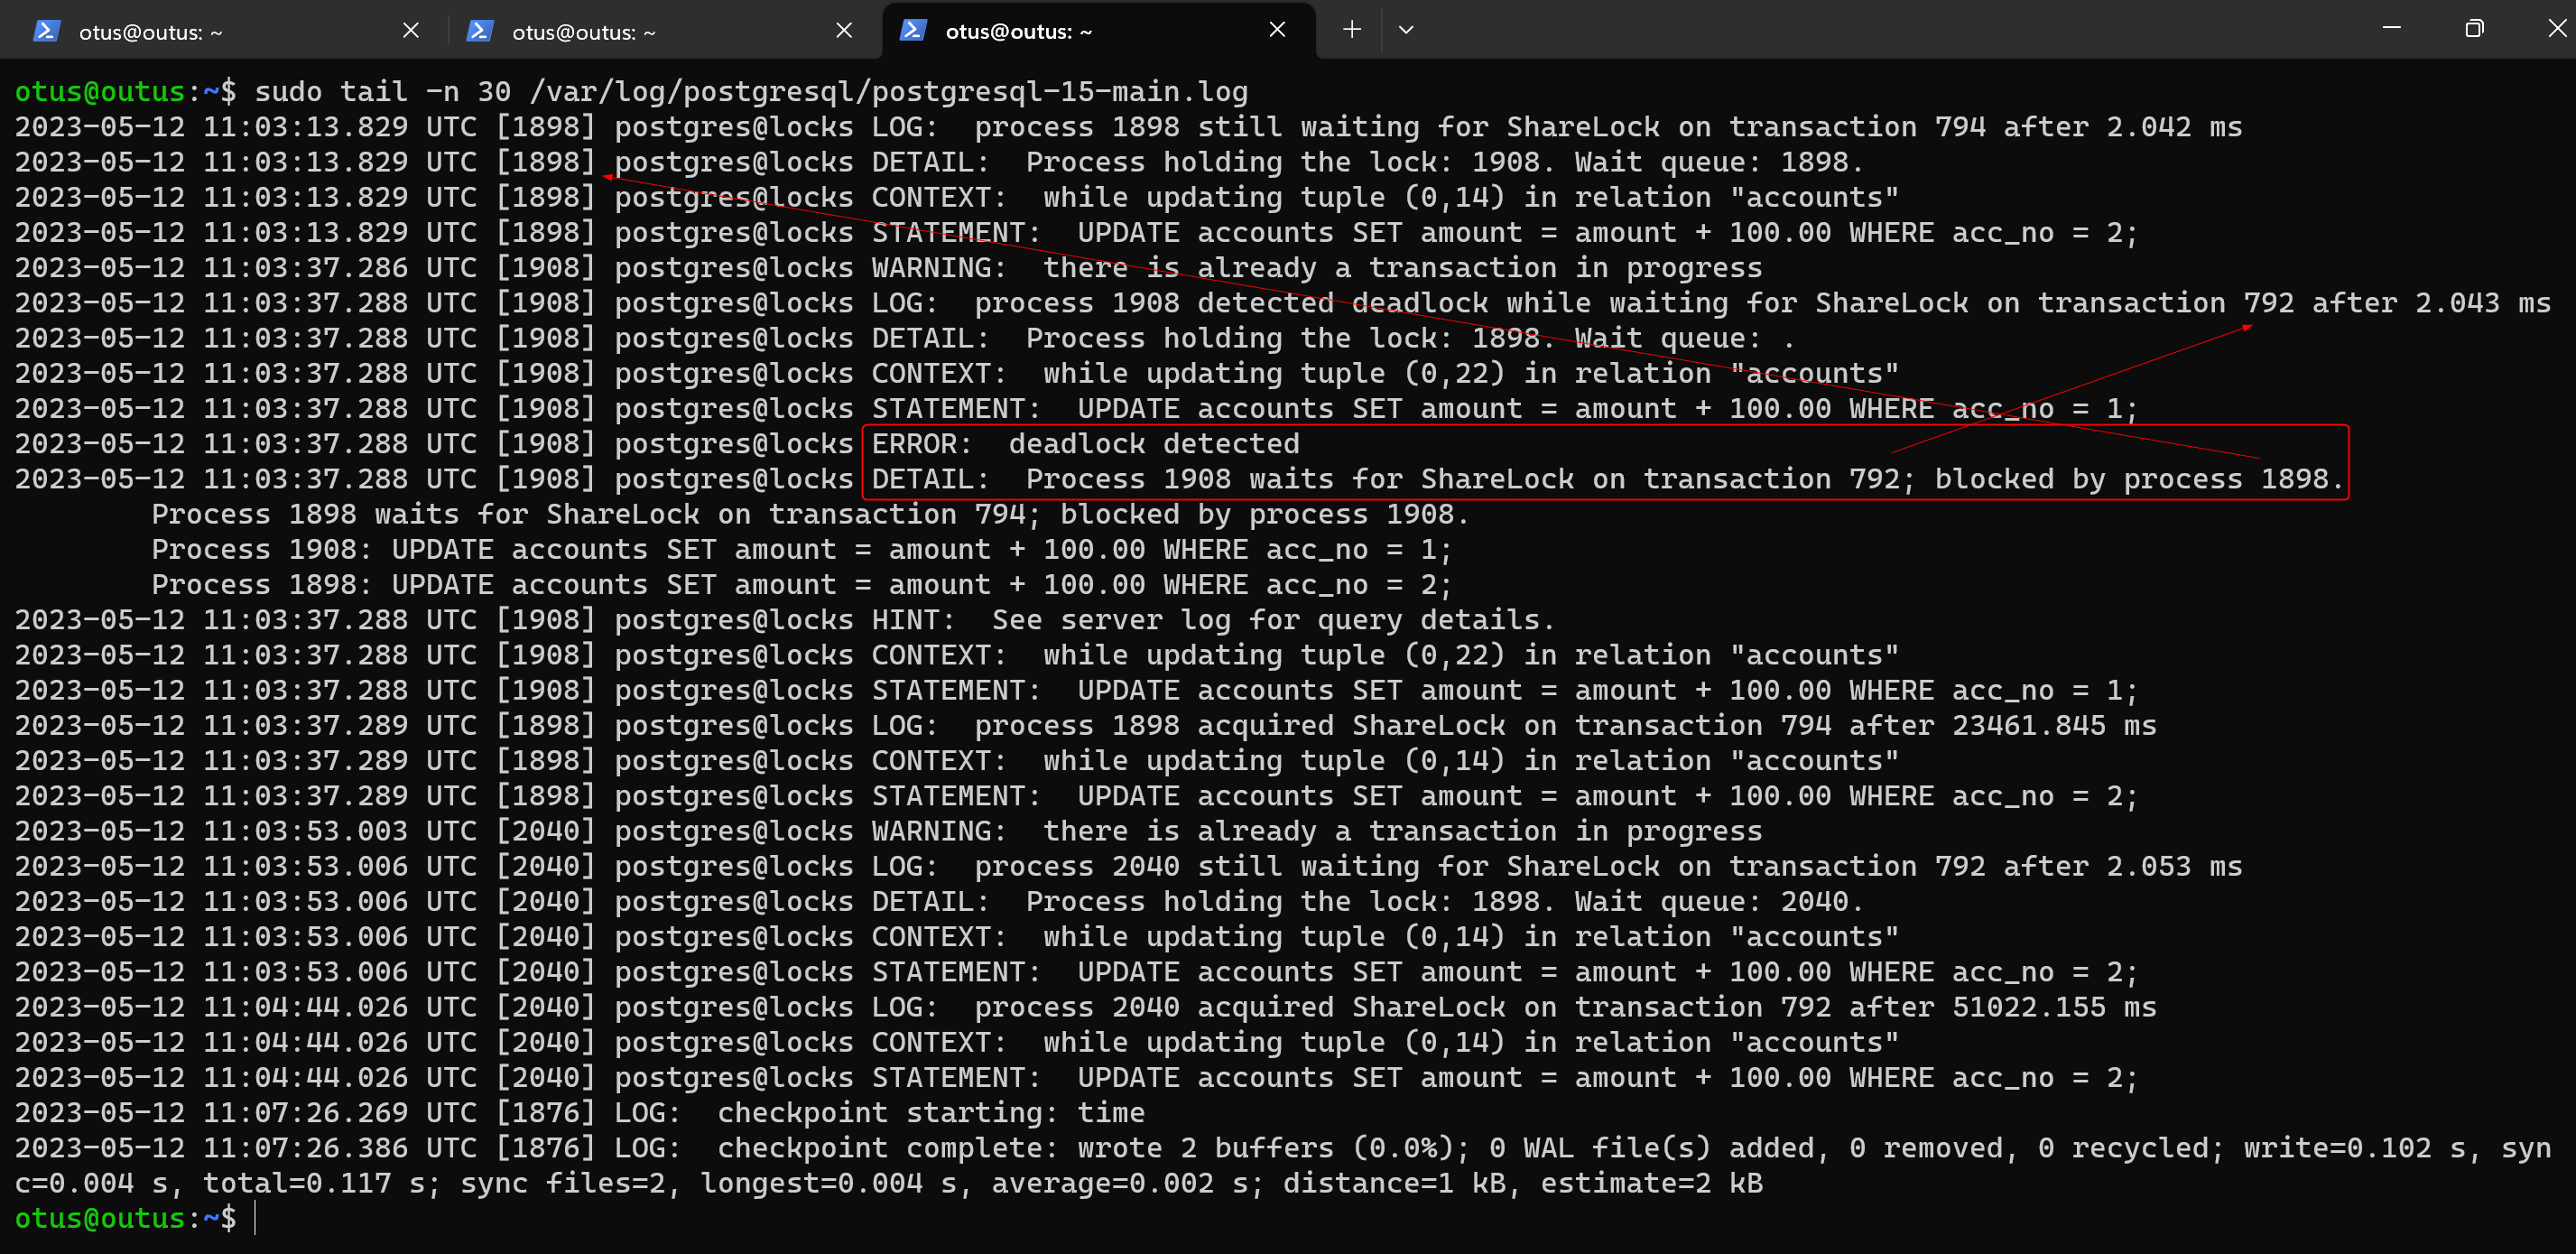 otus@outus: ~
otus@outus: ~
otus@outus: ~
otus@outus:~$ sudo tail -n 30 /var/log/postgresql/postgresql-15-main.log
2023-05-12 11:03:13.829 UTC [1898] postgres@locks LOG:  process 1898 still waiting for ShareLock on transaction 794 after 2.042 ms
2023-05-12 11:03:13.829 UTC [1898] postgres@locks DETAIL:  Process holding the lock: 1908. Wait queue: 1898.
2023-05-12 11:03:13.829 UTC [1898] postgres@locks CONTEXT:  while updating tuple (0,14) in relation "accounts"
2023-05-12 11:03:13.829 UTC [1898] postgres@locks STATEMENT:  UPDATE accounts SET amount = amount + 100.00 WHERE acc_no = 2;
2023-05-12 11:03:37.286 UTC [1908] postgres@locks WARNING:  there is already a transaction in progress
2023-05-12 11:03:37.288 UTC [1908] postgres@locks LOG:  process 1908 detected deadlock while waiting for ShareLock on transaction 792 after 2.043 ms
2023-05-12 11:03:37.288 UTC [1908] postgres@locks DETAIL:  Process holding the lock: 1898. Wait queue: .
2023-05-12 11:03:37.288 UTC [1908] postgres@locks CONTEXT:  while updating tuple (0,22) in relation "accounts"
2023-05-12 11:03:37.288 UTC [1908] postgres@locks STATEMENT:  UPDATE accounts SET amount = amount + 100.00 WHERE acc_no = 1;
2023-05-12 11:03:37.288 UTC [1908] postgres@locks ERROR:  deadlock detected
2023-05-12 11:03:37.288 UTC [1908] postgres@locks DETAIL:  Process 1908 waits for ShareLock on transaction 792; blocked by process 1898.
Process 1898 waits for ShareLock on transaction 794; blocked by process 1908.
Process 1908: UPDATE accounts SET amount = amount + 100.00 WHERE acc_no = 1;
Process 1898: UPDATE accounts SET amount = amount + 100.00 WHERE acc_no = 2;
2023-05-12 11:03:37.288 UTC [1908] postgres@locks HINT:  See server log for query details.
2023-05-12 11:03:37.288 UTC [1908] postgres@locks CONTEXT:  while updating tuple (0,22) in relation "accounts"
2023-05-12 11:03:37.288 UTC [1908] postgres@locks STATEMENT:  UPDATE accounts SET amount = amount + 100.00 WHERE acc_no = 1;
2023-05-12 11:03:37.289 UTC [1898] postgres@locks LOG:  process 1898 acquired ShareLock on transaction 794 after 23461.845 ms
2023-05-12 11:03:37.289 UTC [1898] postgres@locks CONTEXT:  while updating tuple (0,14) in relation "accounts"
2023-05-12 11:03:37.289 UTC [1898] postgres@locks STATEMENT:  UPDATE accounts SET amount = amount + 100.00 WHERE acc_no = 2;
2023-05-12 11:03:53.003 UTC [2040] postgres@locks WARNING:  there is already a transaction in progress
2023-05-12 11:03:53.006 UTC [2040] postgres@locks LOG:  process 2040 still waiting for ShareLock on transaction 792 after 2.053 ms
2023-05-12 11:03:53.006 UTC [2040] postgres@locks DETAIL:  Process holding the lock: 1898. Wait queue: 2040.
2023-05-12 11:03:53.006 UTC [2040] postgres@locks CONTEXT:  while updating tuple (0,14) in relation "accounts"
2023-05-12 11:03:53.006 UTC [2040] postgres@locks STATEMENT:  UPDATE accounts SET amount = amount + 100.00 WHERE acc_no = 2;
2023-05-12 11:04:44.026 UTC [2040] postgres@locks LOG:  process 2040 acquired ShareLock on transaction 792 after 51022.155 ms
2023-05-12 11:04:44.026 UTC [2040] postgres@locks CONTEXT:  while updating tuple (0,14) in relation "accounts"
2023-05-12 11:04:44.026 UTC [2040] postgres@locks STATEMENT:  UPDATE accounts SET amount = amount + 100.00 WHERE acc_no = 2;
2023-05-12 11:07:26.269 UTC [1876] LOG:  checkpoint starting: time
2023-05-12 11:07:26.386 UTC [1876] LOG:  checkpoint complete: wrote 2 buffers (0.0%); 0 WAL file(s) added, 0 removed, 0 recycled; write=0.102 s, syn
c=0.004 s, total=0.117 s; sync files=2, longest=0.004 s, average=0.002 s; distance=1 kB, estimate=2 kB
otus@outus:~$